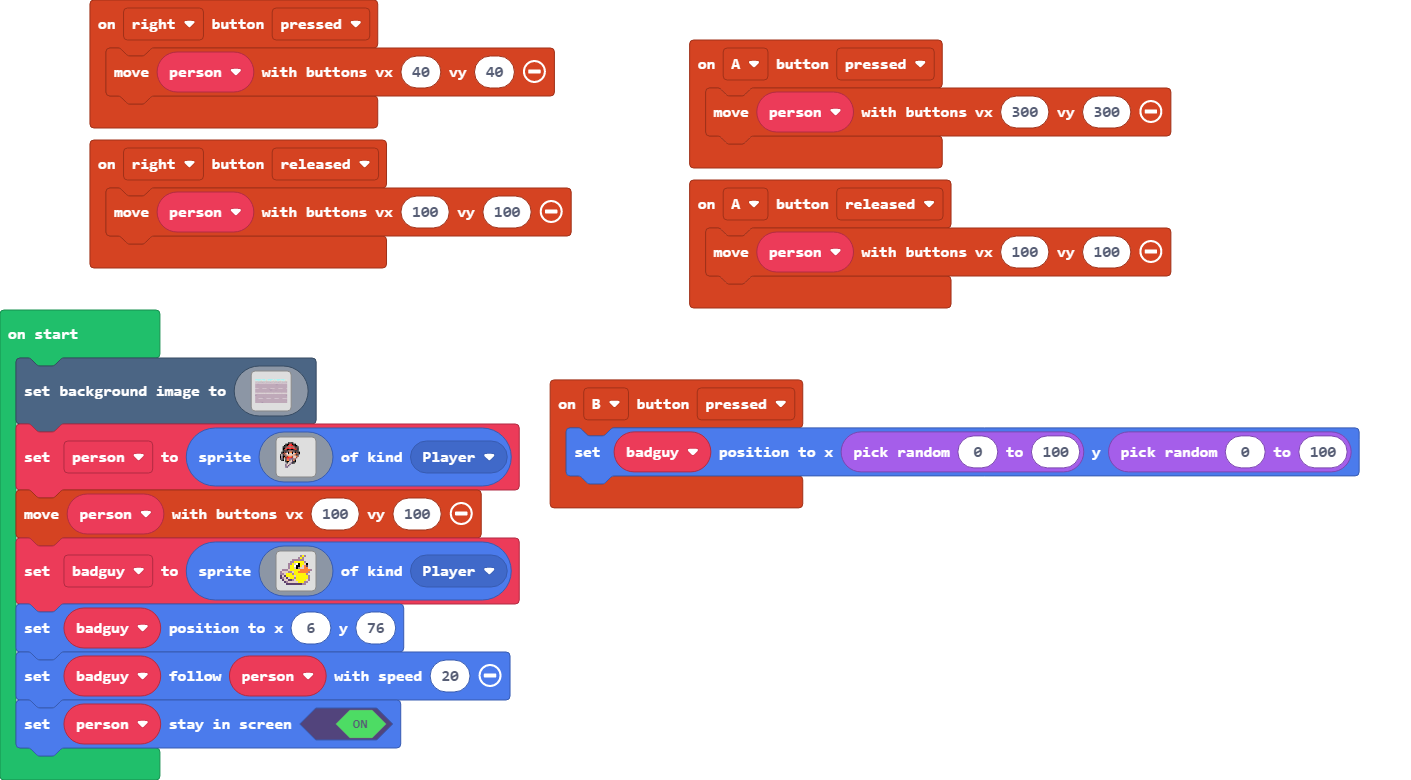 on right button pressed
move person with buttons vx 40 vy 40
on right button released
move person with buttons vx 100 vy 100
on A button pressed
move person with buttons vx 300 vy 300
on A button released
move person with buttons vx 100 vy 100
on start
set background image to
set person to sprite of kind Player
move person with buttons vx 100 vy 100
set badguy to sprite of kind Player
set badguy position to x 6 y 76
set badguy follow person with speed 20
set person stay in screen ON
on B button pressed
set badguy position to x pick random 0 to 100 y pick random 0 to 100